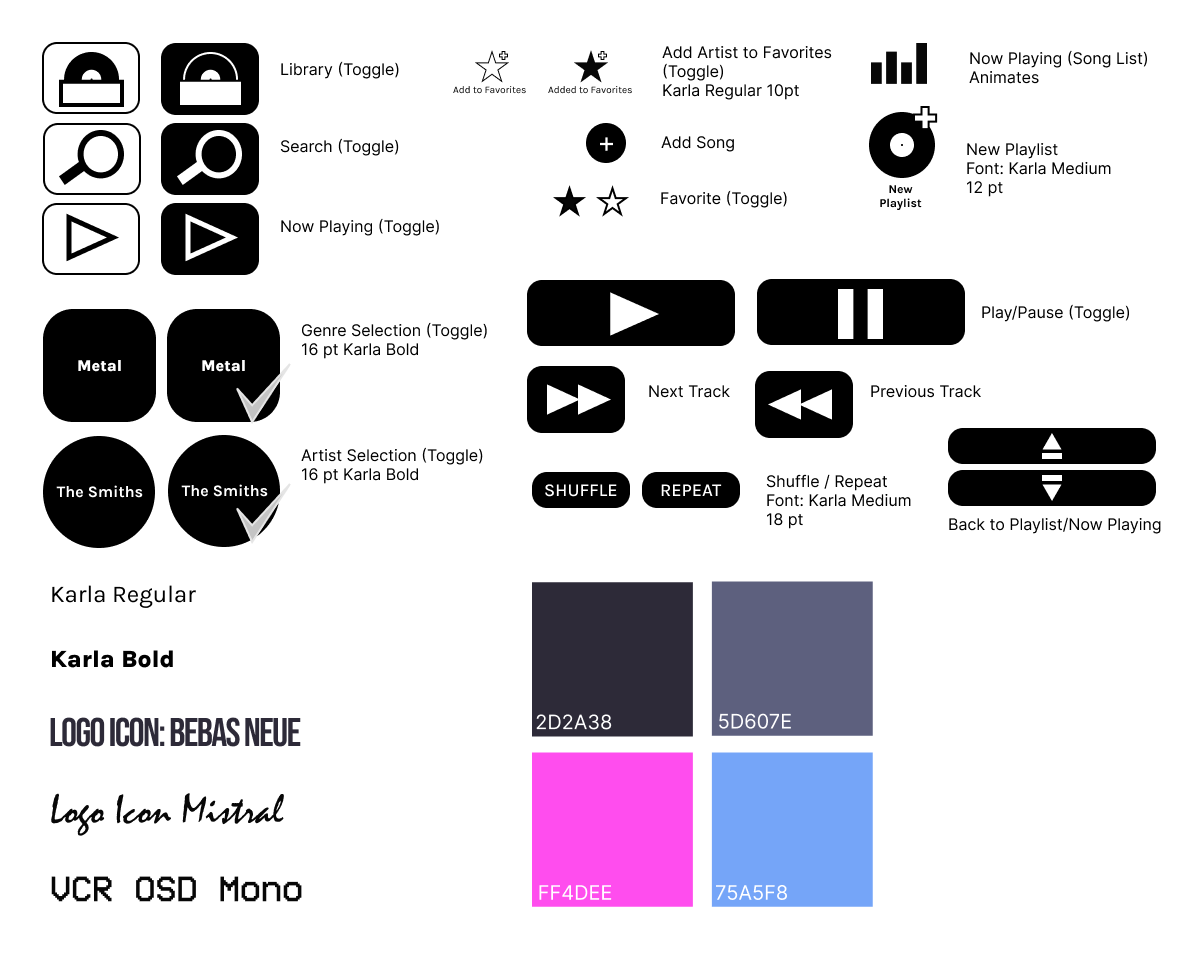 Library (Toggle)
Search (Toggle)
Now Playing (Toggle)
Add to Favorites
Added to Favorites
Add Artist to Favorites
(Toggle)
Karla Regular 10pt
Add Song
Favorite (Toggle)
Now Playing (Song List)
Animates
New
Playlist
New Playlist
Font: Karla Medium
12 pt
Metal
Metal
Genre Selection (Toggle)
16 pt Karla Bold
The Smiths
The Smiths
Artist Selection (Toggle)
16 pt Karla Bold
Play/Pause (Toggle)
Next Track
Previous Track
SHUFFLE
REPEAT
Shuffle / Repeat
Font: Karla Medium
18 pt
Back to Playlist/Now Playing
Karla Regular
Karla Bold
LOGO ICON: BEBAS NEUE
Logo Icon Mistral
VCR OSD Mono
2D2A38
5D607E
FF4DEE
75A5F8